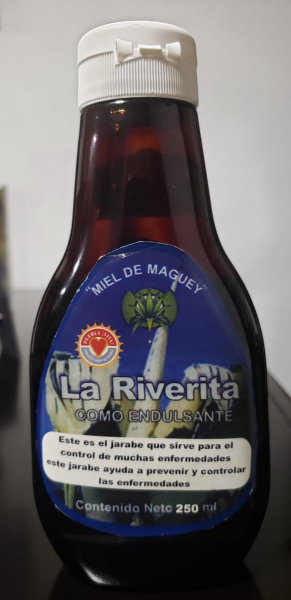 "MIEL DE MAGUEY"
La Riverita
COMO ENDULSANTE
Este es el jarabe que sirve para el
control de muchas enfermedades
este jarabe ayuda a prevenir y controlar
las enfermedades
Contenido Neto 250 ml